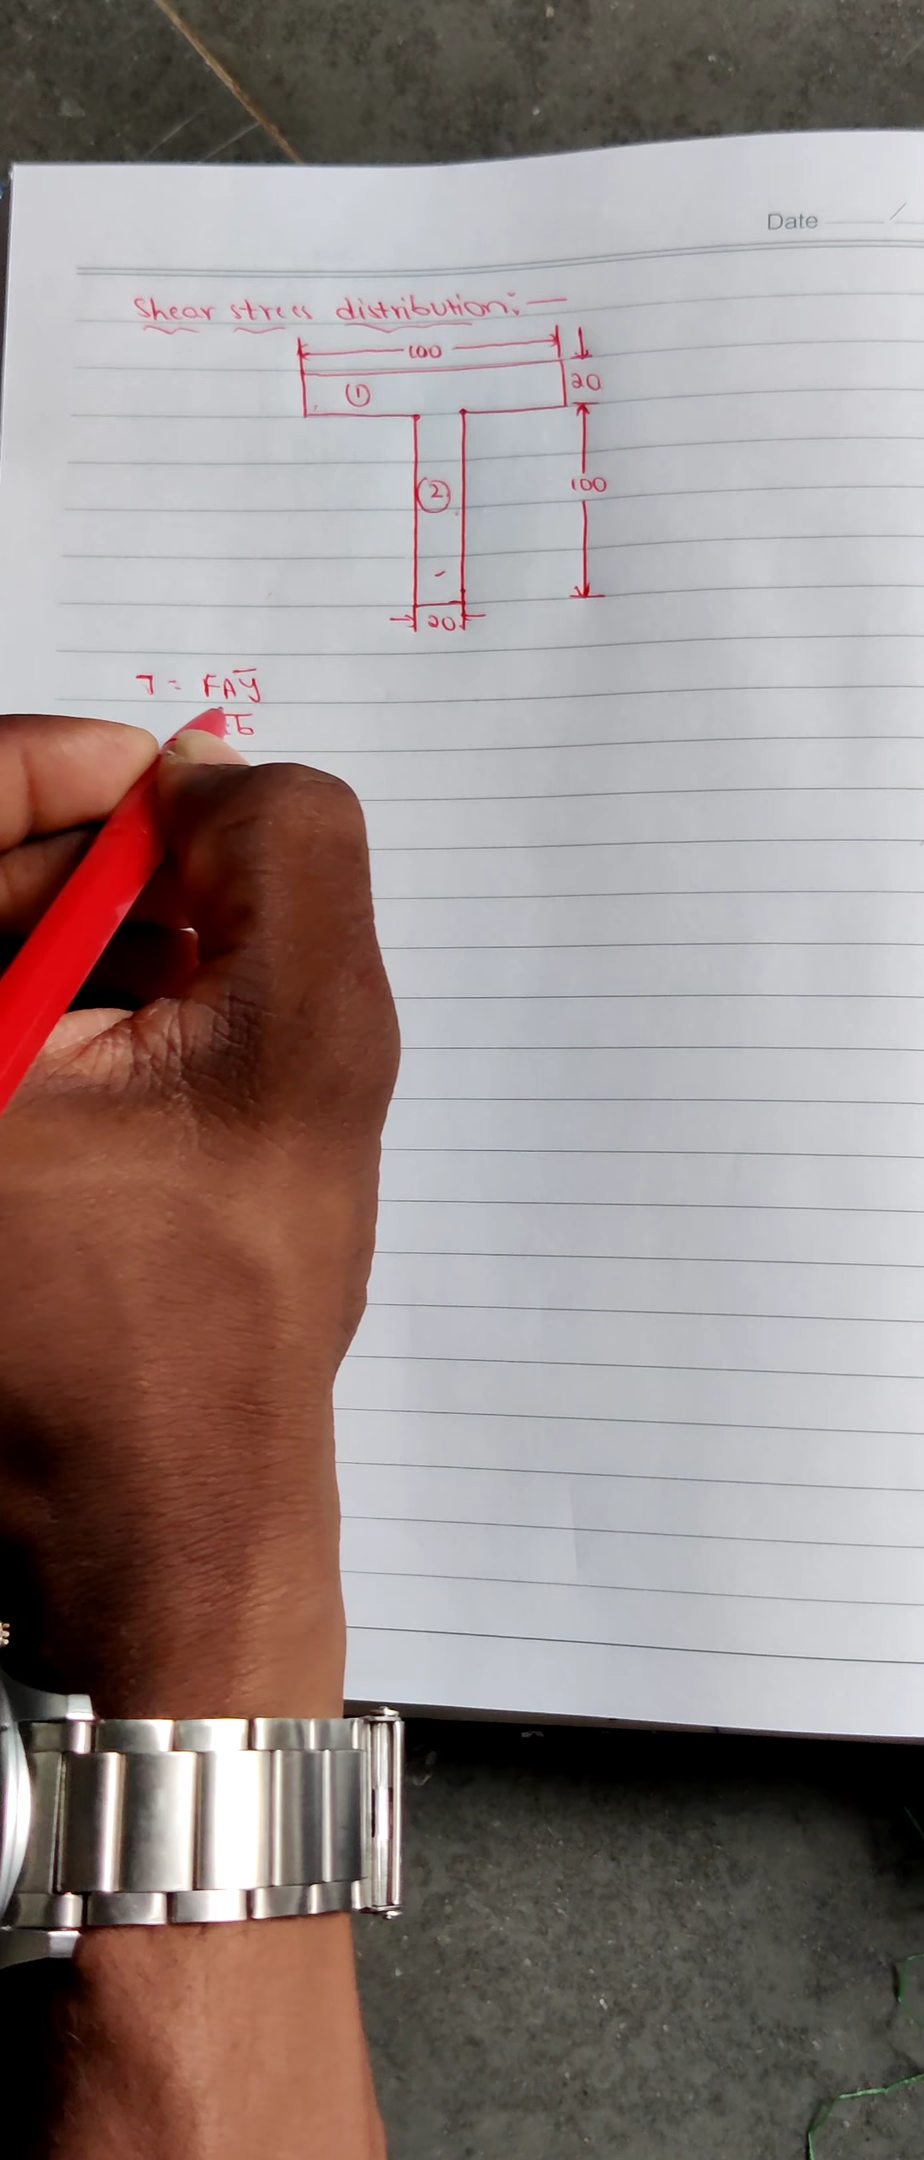 Date
Shear stress distribution:-
100
20
①
②
100
20
τ = FAȳ
b